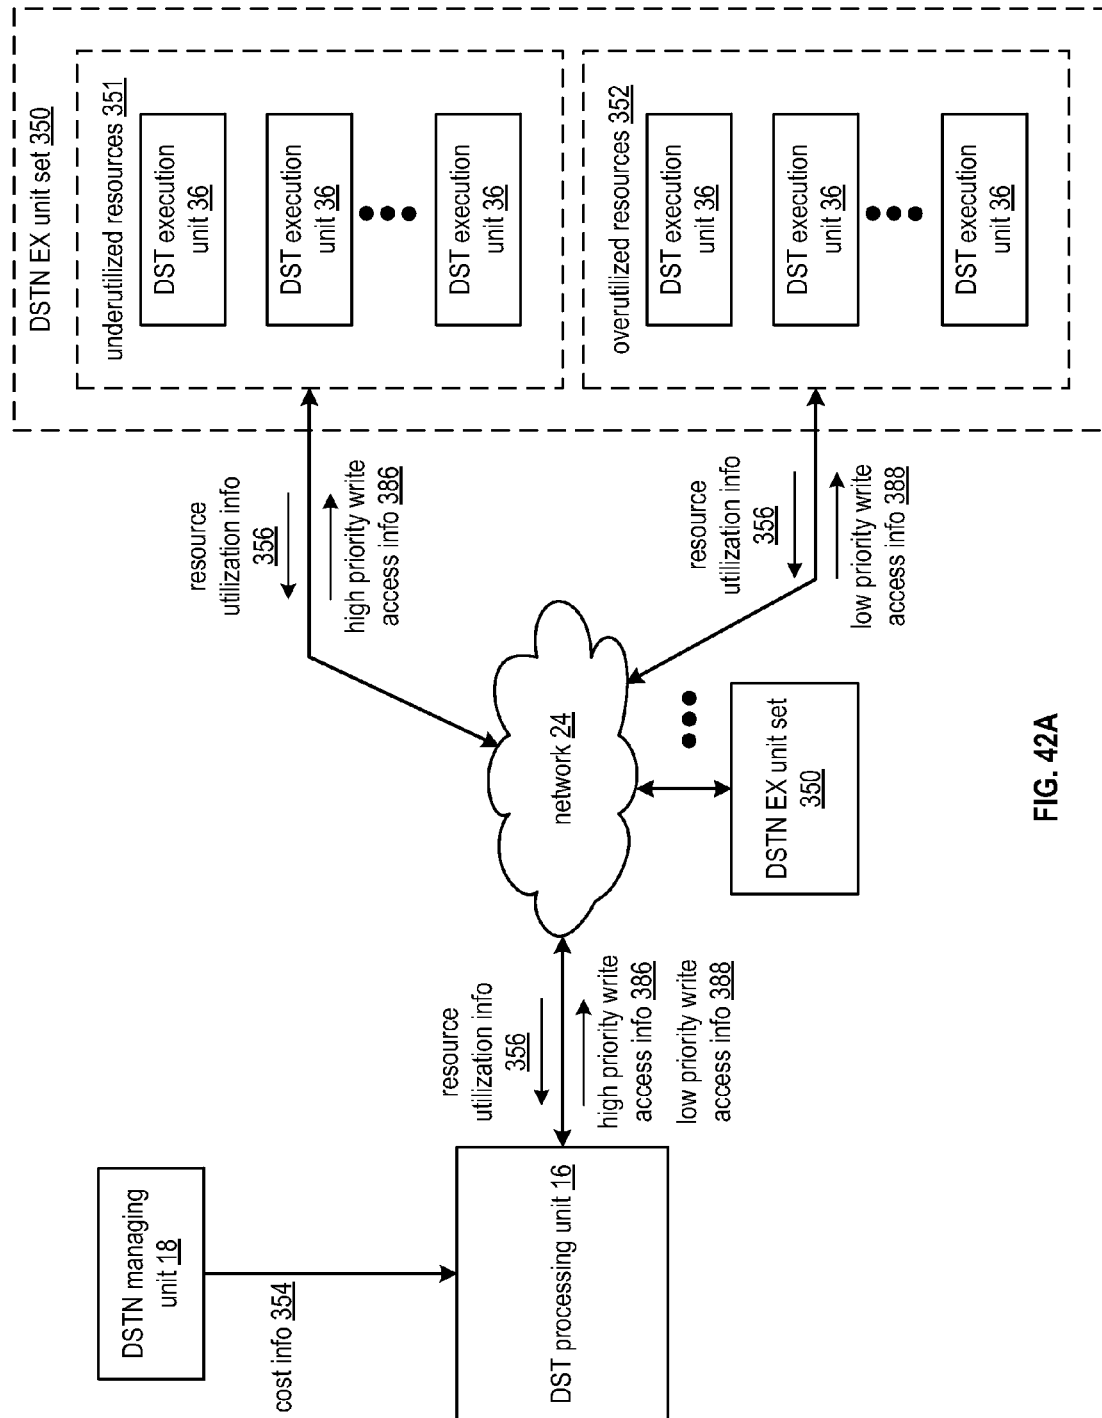 DSTN managing
unit 18
cost info 354
DST processing unit 16
resource
utilization info
356
high priority write
access info 386
low priority write
access info 388
network 24
DSTN EX unit set
350
resource
utilization info
356
high priority write
access info 386
resource
utilization info
356
low priority write
access info 388
DSTN EX unit set 350
underutilized resources 351
DST execution
unit 36
DST execution
unit 36
DST execution
unit 36
overutilized resources 352
DST execution
unit 36
DST execution
unit 36
DST execution
unit 36
FIG. 42A